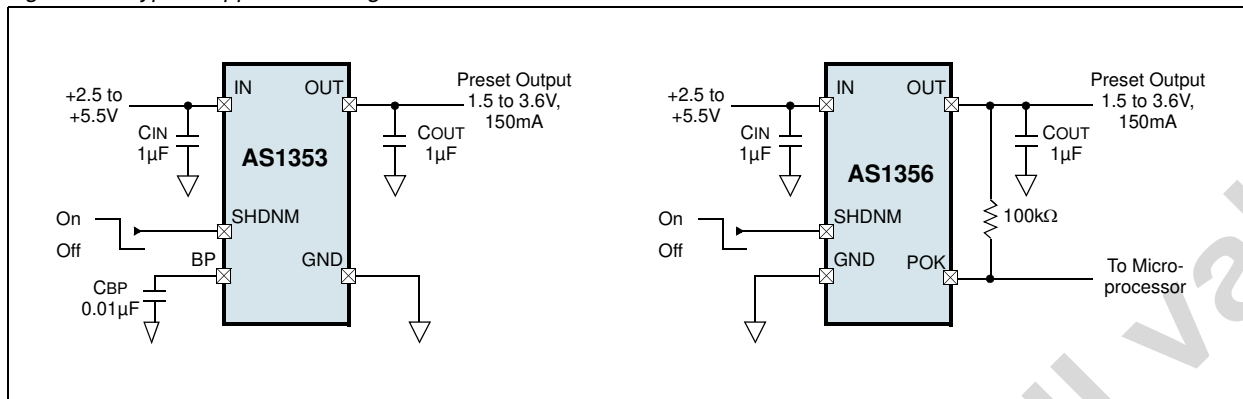 +2.5 to
+5.5V
CIN
1µF
IN
OUT
AS1353
SHDNM
BP
GND
COUT
1µF
Preset Output
1.5 to 3.6V,
150mA
On
Off
CBP
0.01µF
+2.5 to
+5.5V
CIN
1µF
IN
OUT
AS1356
SHDNM
GND
POK
COUT
1µF
Preset Output
1.5 to 3.6V,
150mA
100kΩ
On
Off
To Micro-
processor